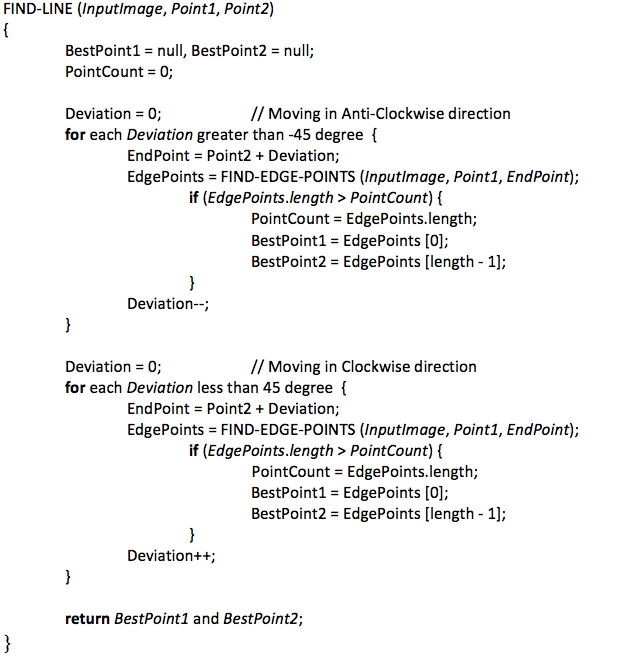 FIND-LINE (InputImage, Point1, Point2)
{
BestPoint1 = null, BestPoint2 = null;
PointCount = 0;
Deviation = 0; // Moving in Anti-Clockwise direction
for each Deviation greater than -45 degree {
EndPoint = Point2 + Deviation;
EdgePoints = FIND-EDGE-POINTS (InputImage, Point1, EndPoint);
if (EdgePoints.length > PointCount) {
PointCount = EdgePoints.length;
BestPoint1 = EdgePoints [0];
BestPoint2 = EdgePoints [length - 1];
}
Deviation--;
}
Deviation = 0; // Moving in Clockwise direction
for each Deviation less than 45 degree {
EndPoint = Point2 + Deviation;
EdgePoints = FIND-EDGE-POINTS (InputImage, Point1, EndPoint);
if (EdgePoints.length > PointCount) {
PointCount = EdgePoints.length;
BestPoint1 = EdgePoints [0];
BestPoint2 = EdgePoints [length - 1];
}
Deviation++;
}
return BestPoint1 and BestPoint2;
}